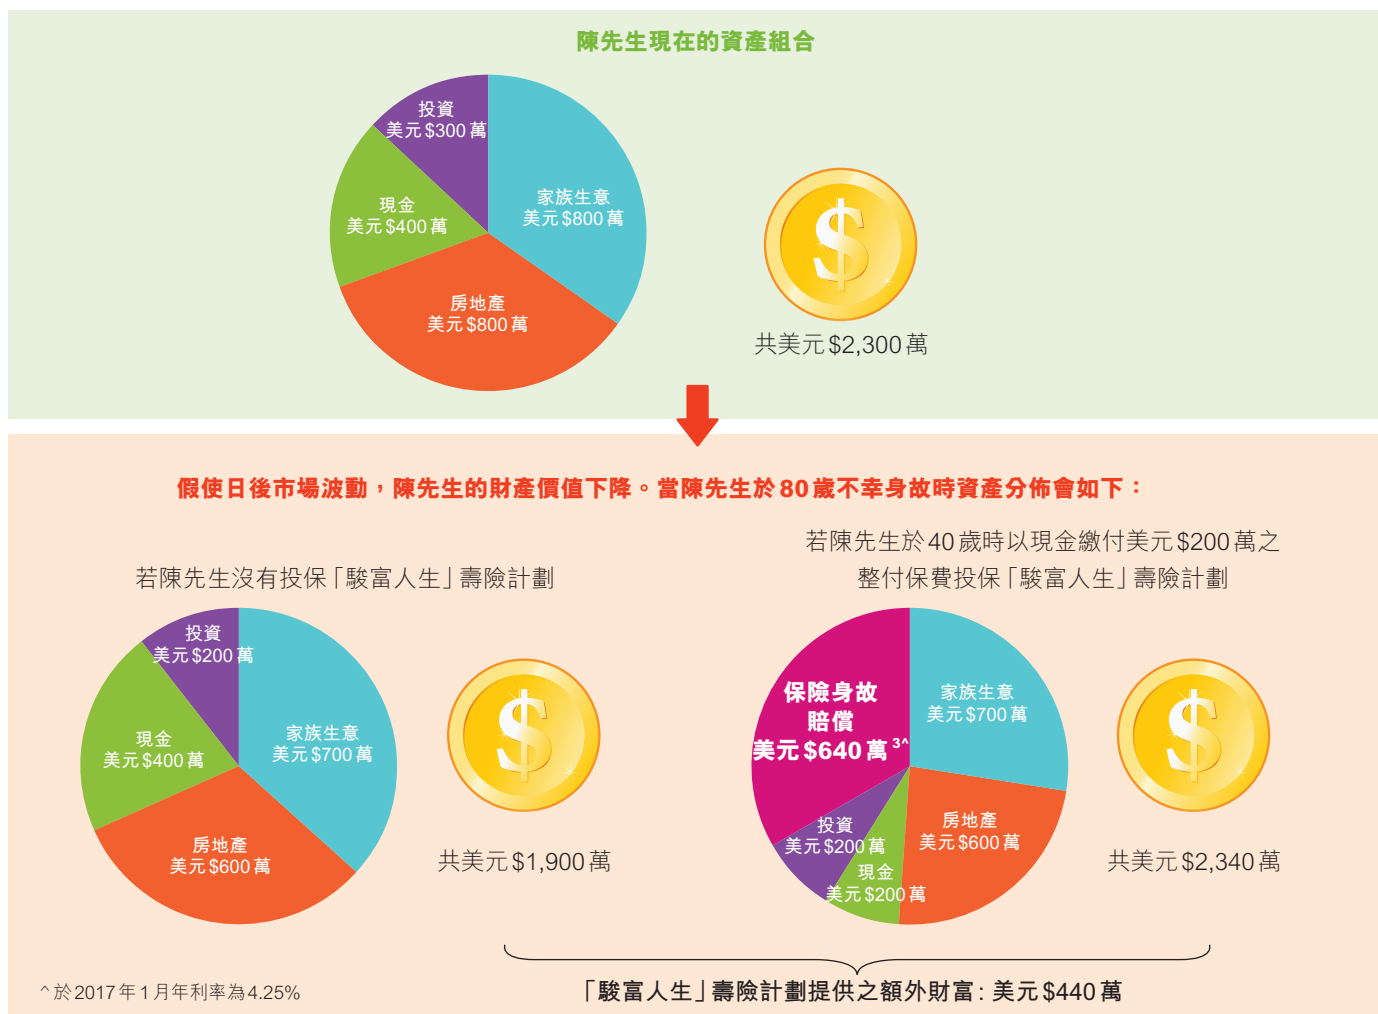 陳先生現在的資產組合
投資
美元$300萬
家族生意
美元$800萬
現金
美元$400萬
房地產
美元$800萬
共美元$2,300萬
假使日後市場波動，陳先生的財產價值下降。當陳先生於80歲不幸身故時資產分佈會如下：
若陳先生沒有投保「駿富人生」壽險計劃
投資
美元$200萬
家族生意
美元$700萬
現金
美元$400萬
房地產
美元$600萬
共美元$1,900萬
若陳先生於40歲時以現金繳付美元$200萬之
整付保費投保「駿富人生」壽險計劃
保險身故
賠償
美元$640萬 3^
家族生意
美元$700萬
投資
美元$200萬
房地產
美元$600萬
現金
美元$200萬
共美元$2,340萬
^於2017年1月年利率為4.25%
「駿富人生」壽險計劃提供之額外財富: 美元$440萬